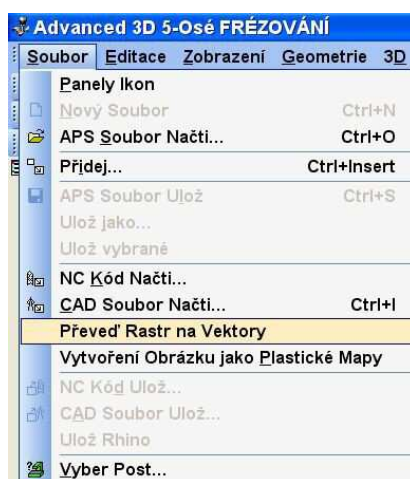 Advanced 3D 5-Osé FRÉZOVÁNÍ
Soubor Editace Zobrazení Geometrie 3D
Panely Ikon
Nový Soubor Ctrl+N
APS Soubor Načti... Ctrl+O
Přidej... Ctrl+Insert
APS Soubor Ulož Ctrl+S
Ulož jako...
Ulož vybrané
NC Kód Načti...
CAD Soubor Načti... Ctrl+I
Převeď Rastr na Vektory
Vytvoření Obrázku jako Plastické Mapy
NC Kód Ulož...
CAD Soubor Ulož...
Ulož Rhino
Vyber Post...